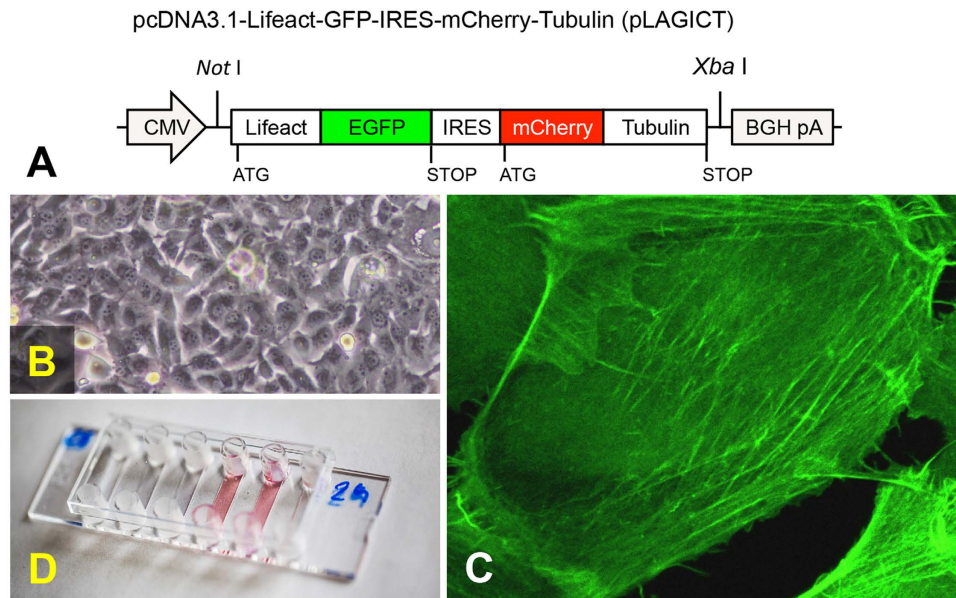 pcDNA3.1-Lifeact-GFP-IRES-mCherry-Tubulin (pLAGICT)
Not I
Xba I
CMV
Lifeact
EGFP
IRES
mCherry
Tubulin
BGH pA
ATG
STOP
ATG
STOP
A
B
C
D